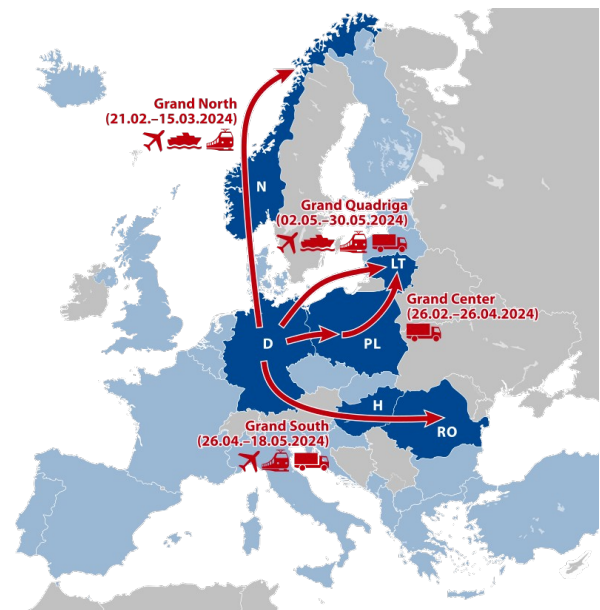 Grand North
(21.02.–15.03.2024)
N
Grand Quadriga
(02.05.–30.05.2024)
LT
Grand Center
(26.02.–26.04.2024)
D
PL
H
RO
Grand South
(26.04.–18.05.2024)